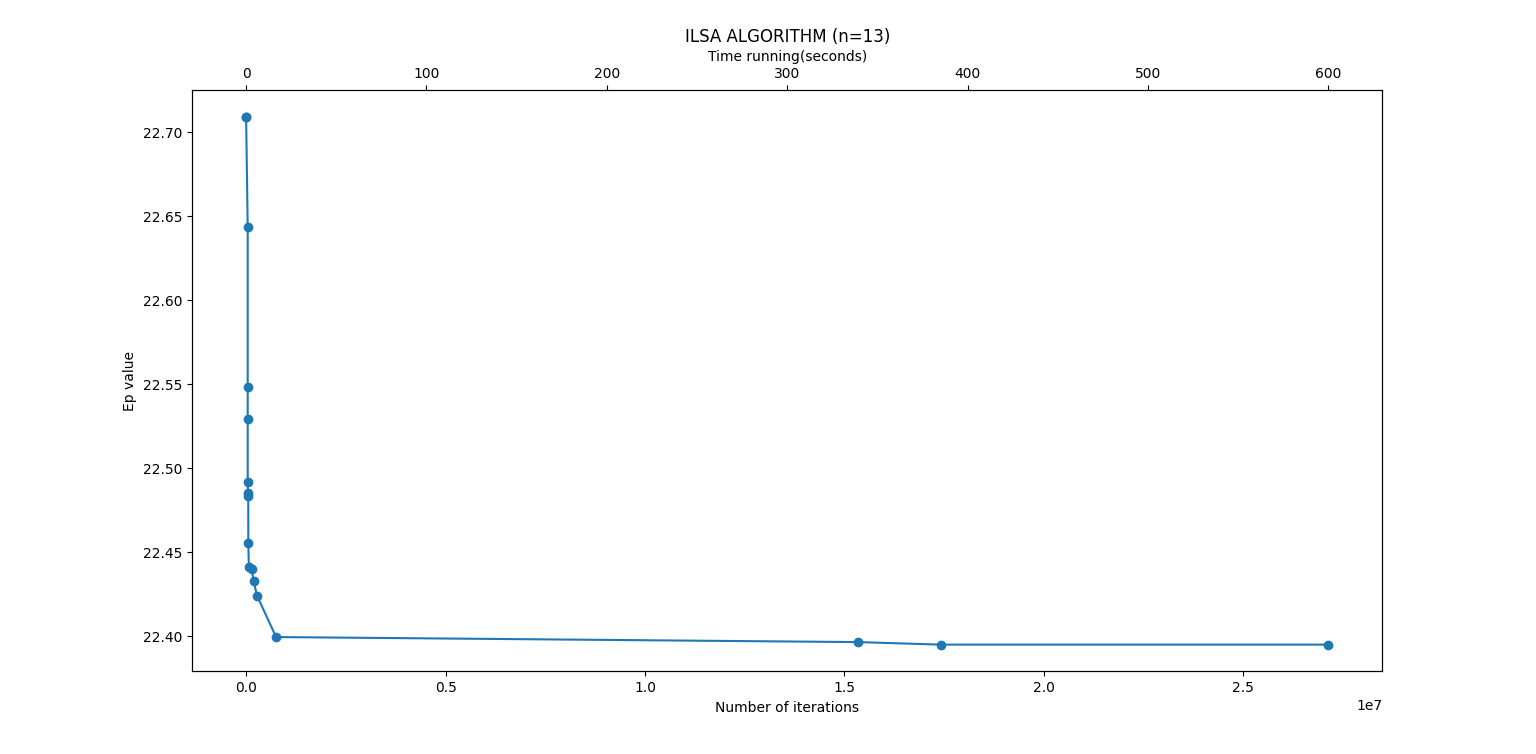 ILSA ALGORITHM (n=13)
Time running(seconds)
0 100 200 300 400 500 600
22.70
22.65
22.60
22.55
22.50
22.45
22.40
Ep value
0.0 0.5 1.0 1.5 2.0 2.5
1e7
Number of iterations